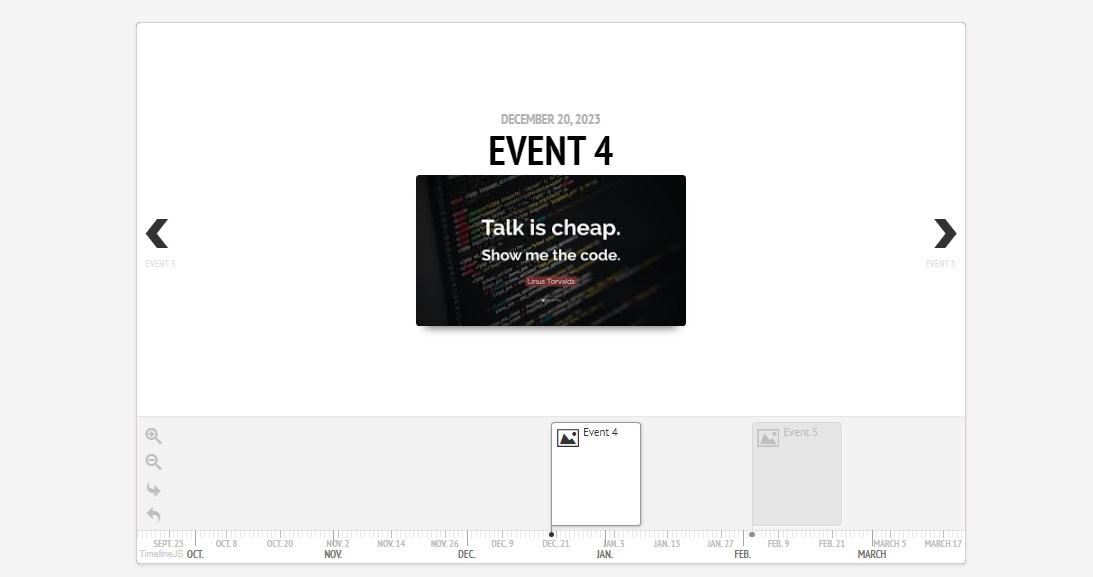 DECEMBER 20, 2023
EVENT 4
Talk is cheap.
Show me the code.
Linus Torvalds
EVENT 3
EVENT 5
Event 4
Event 5
SEPT. 25 OCT. 8 OCT. 20 NOV. 2 NOV. 14 NOV. 26 DEC. 9 DEC. 21 JAN. 3 JAN. 15 JAN. 27 FEB. 9 FEB. 21 MARCH 5 MARCH 17
TimelineJS OCT. NOV. DEC. JAN. FEB. MARCH